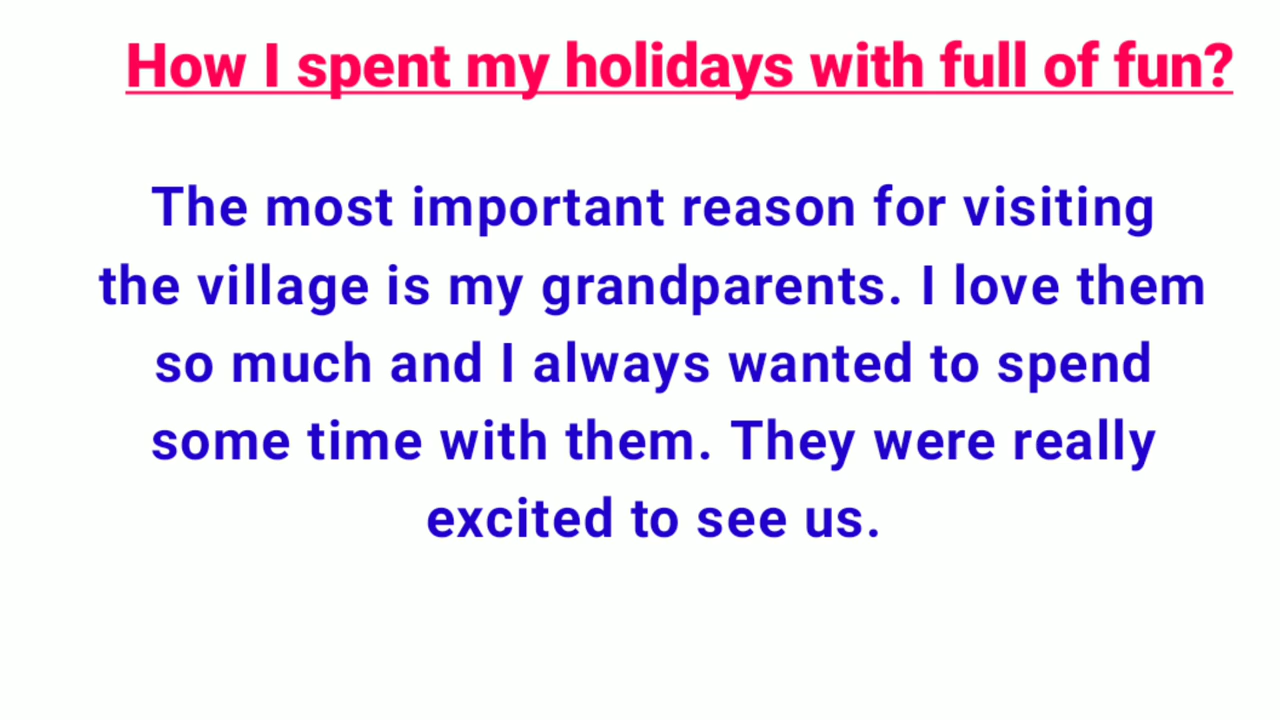 How I spent my holidays with full of fun?
The most important reason for visiting
the village is my grandparents. I love them
so much and I always wanted to spend
some time with them. They were really
excited to see us.